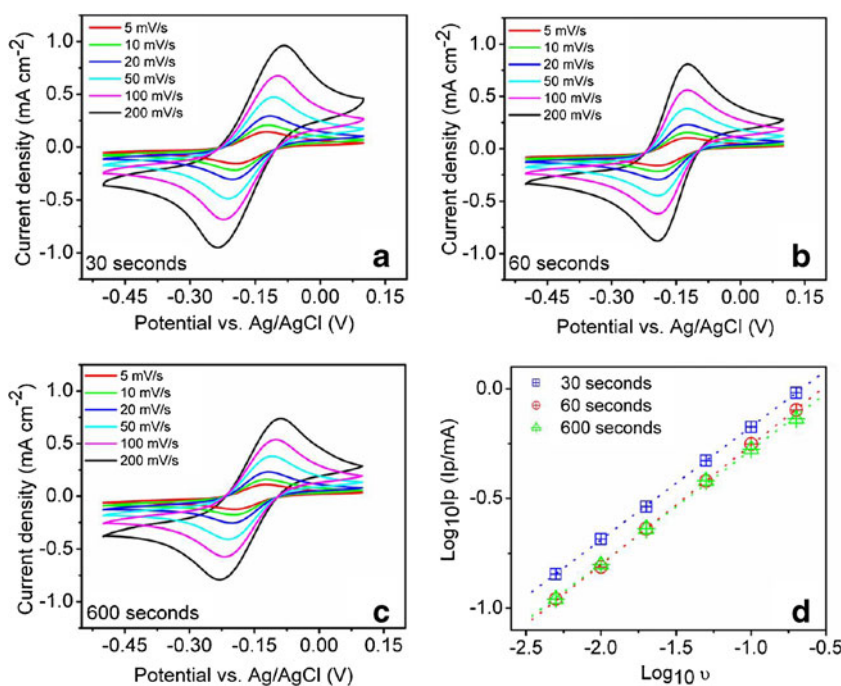 5 mV/s
10 mV/s
20 mV/s
50 mV/s
100 mV/s
200 mV/s
1.0
0.5
0.0
-0.5
-1.0
Current density (mA cm⁻²)
30 seconds
a
-0.45 -0.30 -0.15 0.00 0.15
Potential vs. Ag/AgCl (V)
5 mV/s
10 mV/s
20 mV/s
50 mV/s
100 mV/s
200 mV/s
1.0
0.5
0.0
-0.5
-1.0
Current density (mA cm⁻²)
60 seconds
b
-0.45 -0.30 -0.15 0.00 0.15
Potential vs. Ag/AgCl (V)
5 mV/s
10 mV/s
20 mV/s
50 mV/s
100 mV/s
200 mV/s
1.0
0.5
0.0
-0.5
-1.0
Current density (mA cm⁻²)
600 seconds
c
-0.45 -0.30 -0.15 0.00 0.15
Potential vs. Ag/AgCl (V)
30 seconds
60 seconds
600 seconds
0.0
-0.5
-1.0
Log₁₀Ip (Ip/mA)
d
-2.5 -2.0 -1.5 -1.0 -0.5
Log₁₀ υ